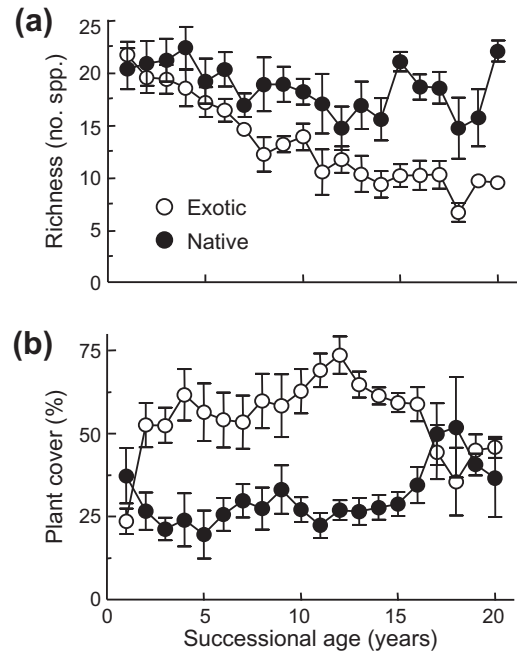 (a)
25
20
15
10
5
0
Richness (no. spp.)
Exotic
Native
(b)
75
50
25
0
Plant cover (%)
0 5 10 15 20
Successional age (years)